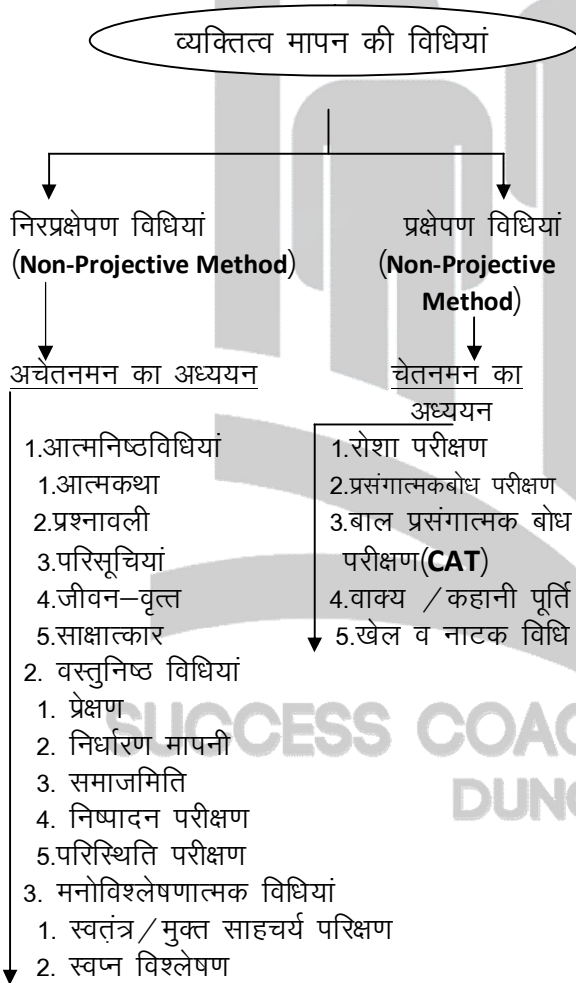 व्यक्तित्व मापन की विधियां
निरप्रक्षेपण विधियां
(Non-Projective Method)
अचेतनमन का अध्ययन
1.आत्मनिष्ठविधियां
1.आत्मकथा
2.प्रश्नावली
3.परिसूचियां
4.जीवन–वृत्त
5.साक्षात्कार
2. वस्तुनिष्ठ विधियां
1. प्रेक्षण
2. निर्धारण मापनी
3. समाजमिति
4. निष्पादन परीक्षण
5.परिस्थिति परीक्षण
3. मनोविश्लेषणात्मक विधियां
1. स्वतंत्र/मुक्त साहचर्य परिक्षण
2. स्वप्न विश्लेषण
प्रक्षेपण विधियां
(Non-Projective
Method)
चेतनमन का
अध्ययन
1.रोशा परीक्षण
2.प्रसंगात्मकबोध परीक्षण
3.बाल प्रसंगात्मक बोध
परीक्षण(CAT)
4.वाक्य /कहानी पूर्ति
5.खेल व नाटक विधि
SUCCESS COA
DUN